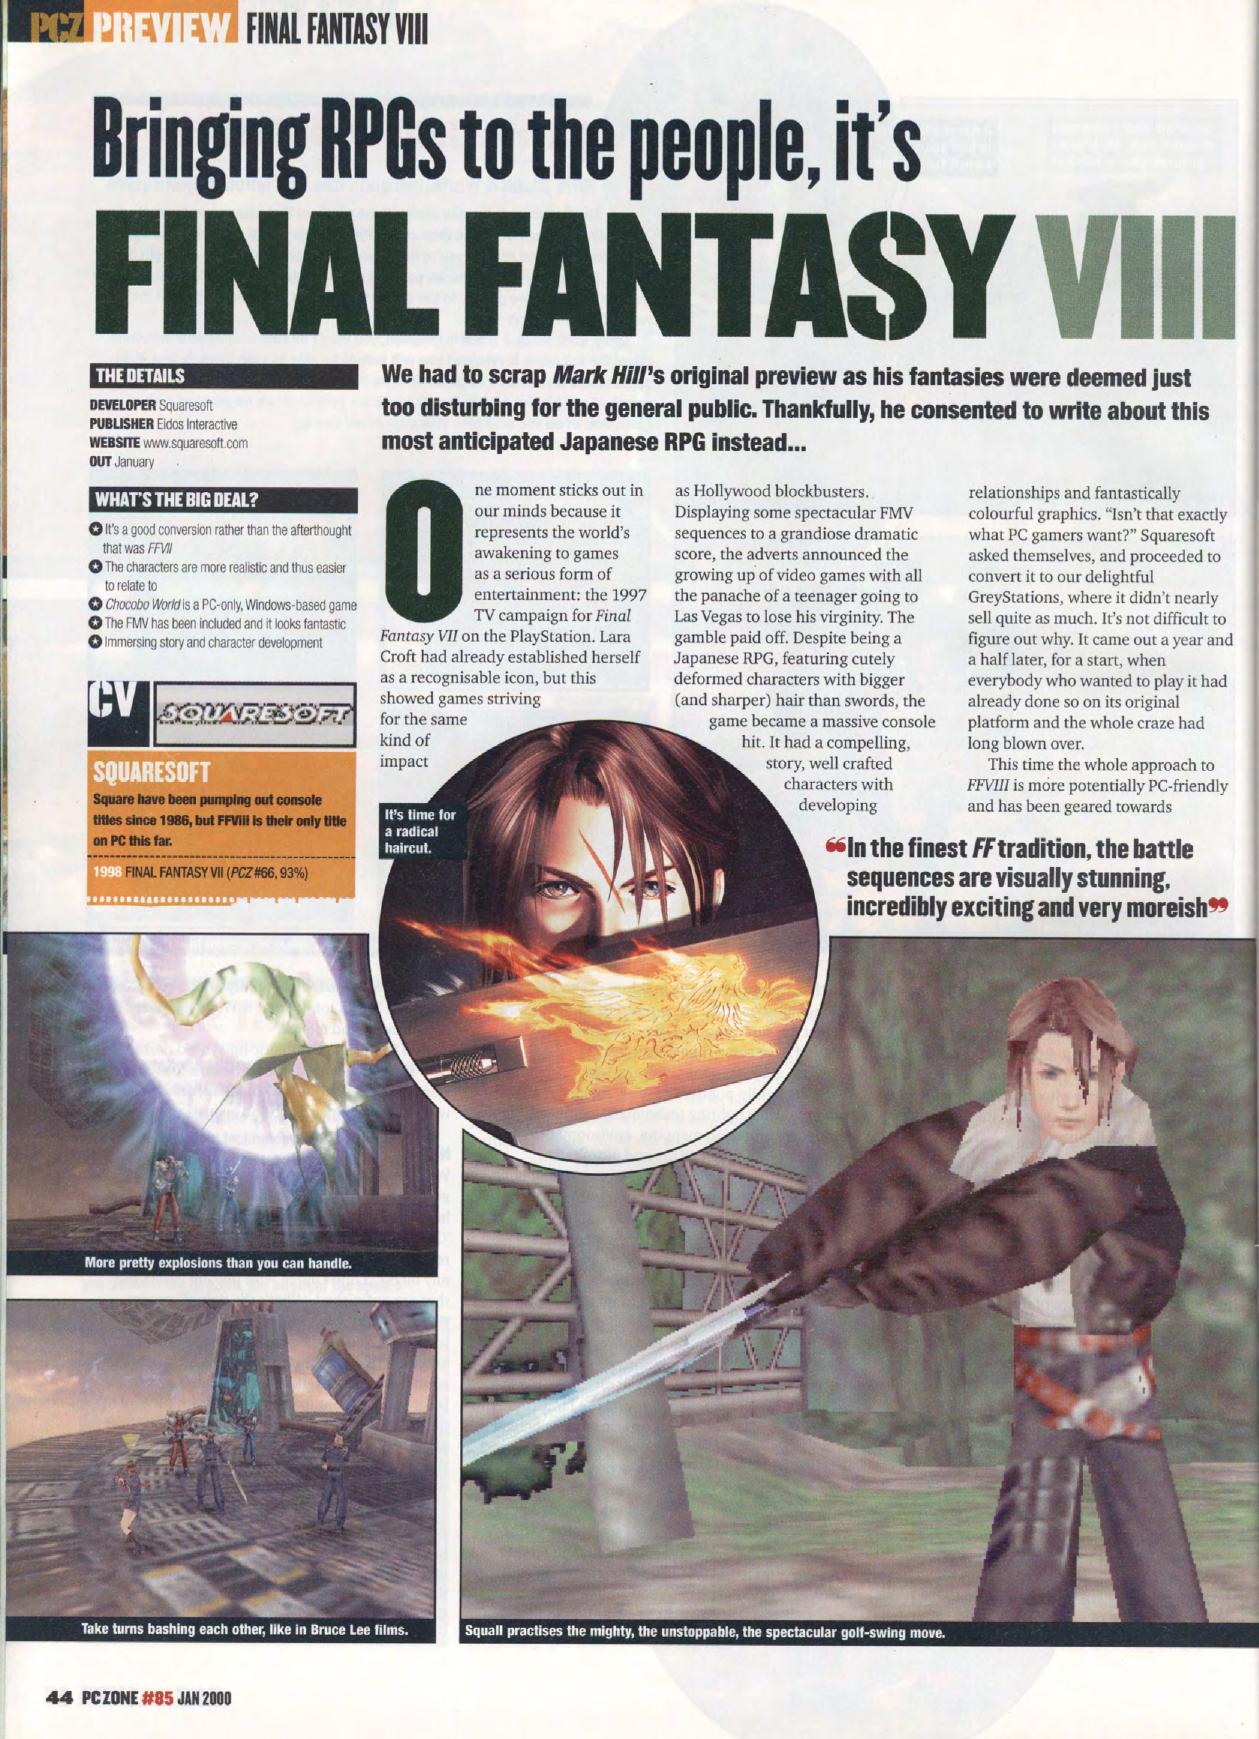 PCZ PREVIEW FINAL FANTASY VIII
Bringing RPGs to the people, it's
FINAL FANTASY VIII
THE DETAILS
DEVELOPER Squaresoft
PUBLISHER Eidos Interactive
WEBSITE www.squaresoft.com
OUT January
WHAT'S THE BIG DEAL?
It's a good conversion rather than the afterthought
that was FFVII
The characters are more realistic and thus easier
to relate to
Chocobo World is a PC-only, Windows-based game
The FMV has been included and it looks fantastic
Immersing story and character development
CV
SQUARESOFT
SQUARESOFT
Square have been pumping out console
titles since 1986, but FFVIII is their only title
on PC this far.
1998 FINAL FANTASY VII (PCZ #66, 93%)
We had to scrap Mark Hill's original preview as his fantasies were deemed just
too disturbing for the general public. Thankfully, he consented to write about this
most anticipated Japanese RPG instead...
One moment sticks out in
our minds because it
represents the world's
awakening to games
as a serious form of
entertainment: the 1997
TV campaign for Final
Fantasy VII on the PlayStation. Lara
Croft had already established herself
as a recognisable icon, but this
showed games striving
for the same
kind of
impact
as Hollywood blockbusters.
Displaying some spectacular FMV
sequences to a grandiose dramatic
score, the adverts announced the
growing up of video games with all
the panache of a teenager going to
Las Vegas to lose his virginity. The
gamble paid off. Despite being a
Japanese RPG, featuring cutely
deformed characters with bigger
(and sharper) hair than swords, the
game became a massive console
hit. It had a compelling,
story, well crafted
characters with
developing
relationships and fantastically
colourful graphics. "Isn't that exactly
what PC gamers want?" Squaresoft
asked themselves, and proceeded to
convert it to our delightful
GreyStations, where it didn't nearly
sell quite as much. It's not difficult to
figure out why. It came out a year and
a half later, for a start, when
everybody who wanted to play it had
already done so on its original
platform and the whole craze had
long blown over.
This time the whole approach to
FFVIII is more potentially PC-friendly
and has been geared towards
It's time for
a radical
haircut.
“In the finest FF tradition, the battle
sequences are visually stunning,
incredibly exciting and very moreish”
More pretty explosions than you can handle.
Take turns bashing each other, like in Bruce Lee films.
Squall practises the mighty, the unstoppable, the spectacular golf-swing move.
44 PCZONE #85 JAN 2000